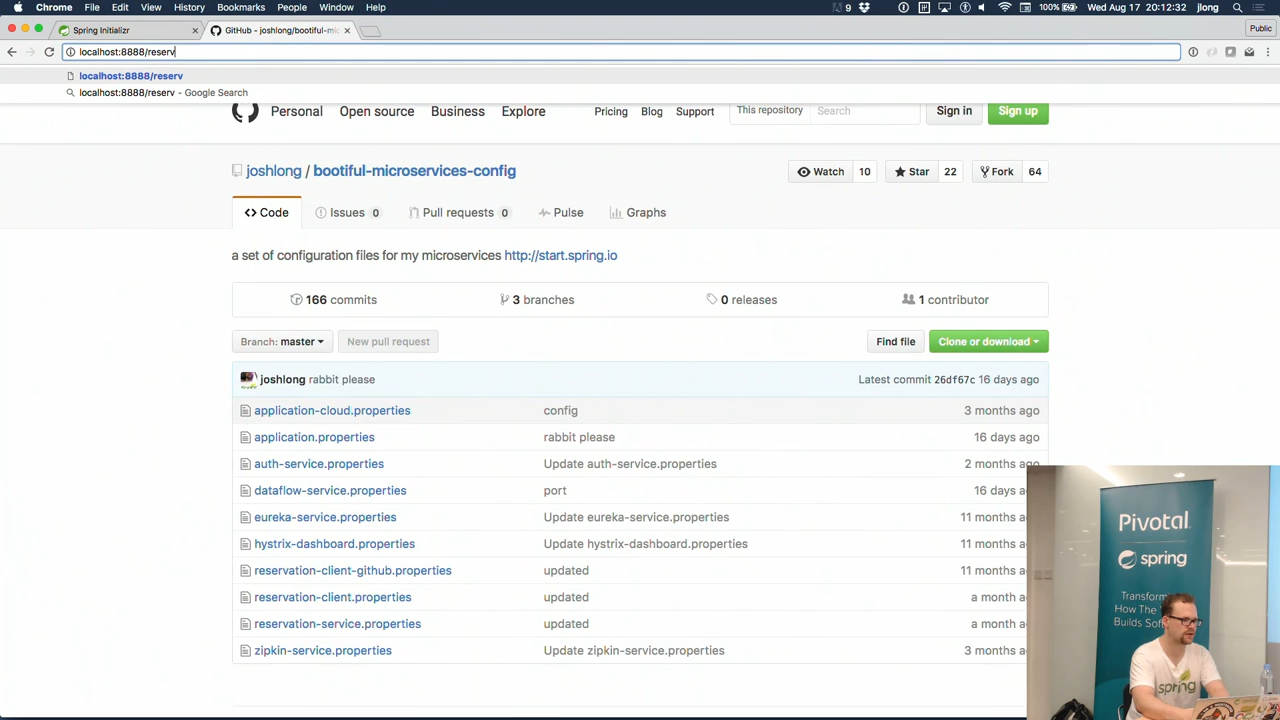 Chrome File Edit View History Bookmarks People Window Help 9 100% Wed Aug 17 20:12:32 jlong
Spring Initializr
GitHub - joshlong/bootiful-mic
Public
localhost:8888/reserv
localhost:8888/reserv
localhost:8888/reserv - Google Search
Personal Open source Business Explore Pricing Blog Support This repository Search Sign in Sign up
joshlong / bootiful-microservices-config Watch 10 Star 22 Fork 64
Code Issues 0 Pull requests 0 Pulse Graphs
a set of configuration files for my microservices http://start.spring.io
166 commits 3 branches 0 releases 1 contributor
Branch: master New pull request Find file Clone or download
joshlong rabbit please Latest commit 26df67c 16 days ago
application-cloud.properties config 3 months ago
application.properties rabbit please 16 days ago
auth-service.properties Update auth-service.properties 2 months ago
dataflow-service.properties port 16 days a
eureka-service.properties Update eureka-service.properties 11 months a
hystrix-dashboard.properties Update hystrix-dashboard.properties 11 months a
reservation-client-github.properties updated 11 months a
reservation-client.properties updated a month a
reservation-service.properties updated a month a
zipkin-service.properties Update zipkin-service.properties 3 months a
Pivotal
spring
Transform
How The
Builds Sof
spring